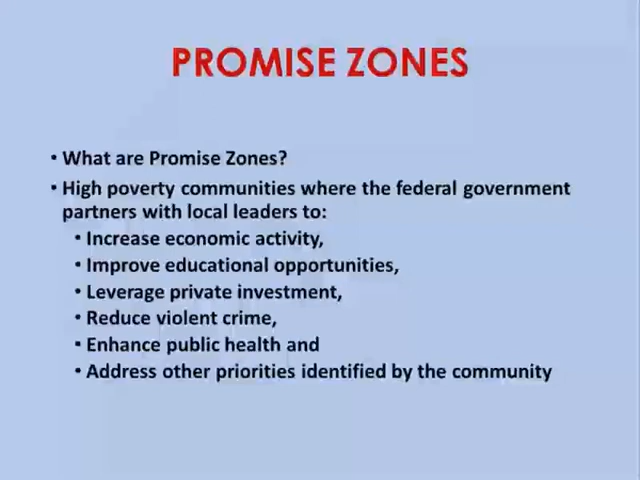 PROMISE ZONES
• What are Promise Zones?
• High poverty communities where the federal government
partners with local leaders to:
• Increase economic activity,
• Improve educational opportunities,
• Leverage private investment,
• Reduce violent crime,
• Enhance public health and
• Address other priorities identified by the community